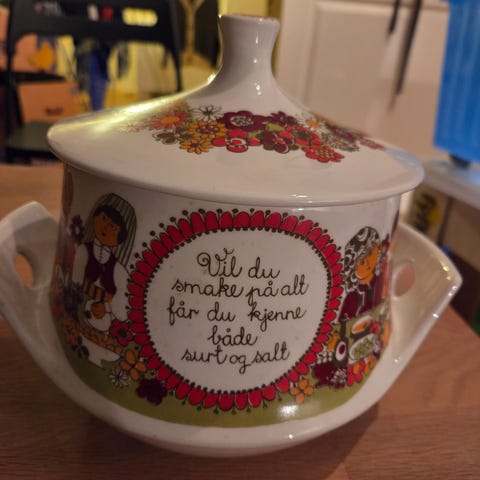 Vil du
smake på alt
får du kjenne
både
surt og salt